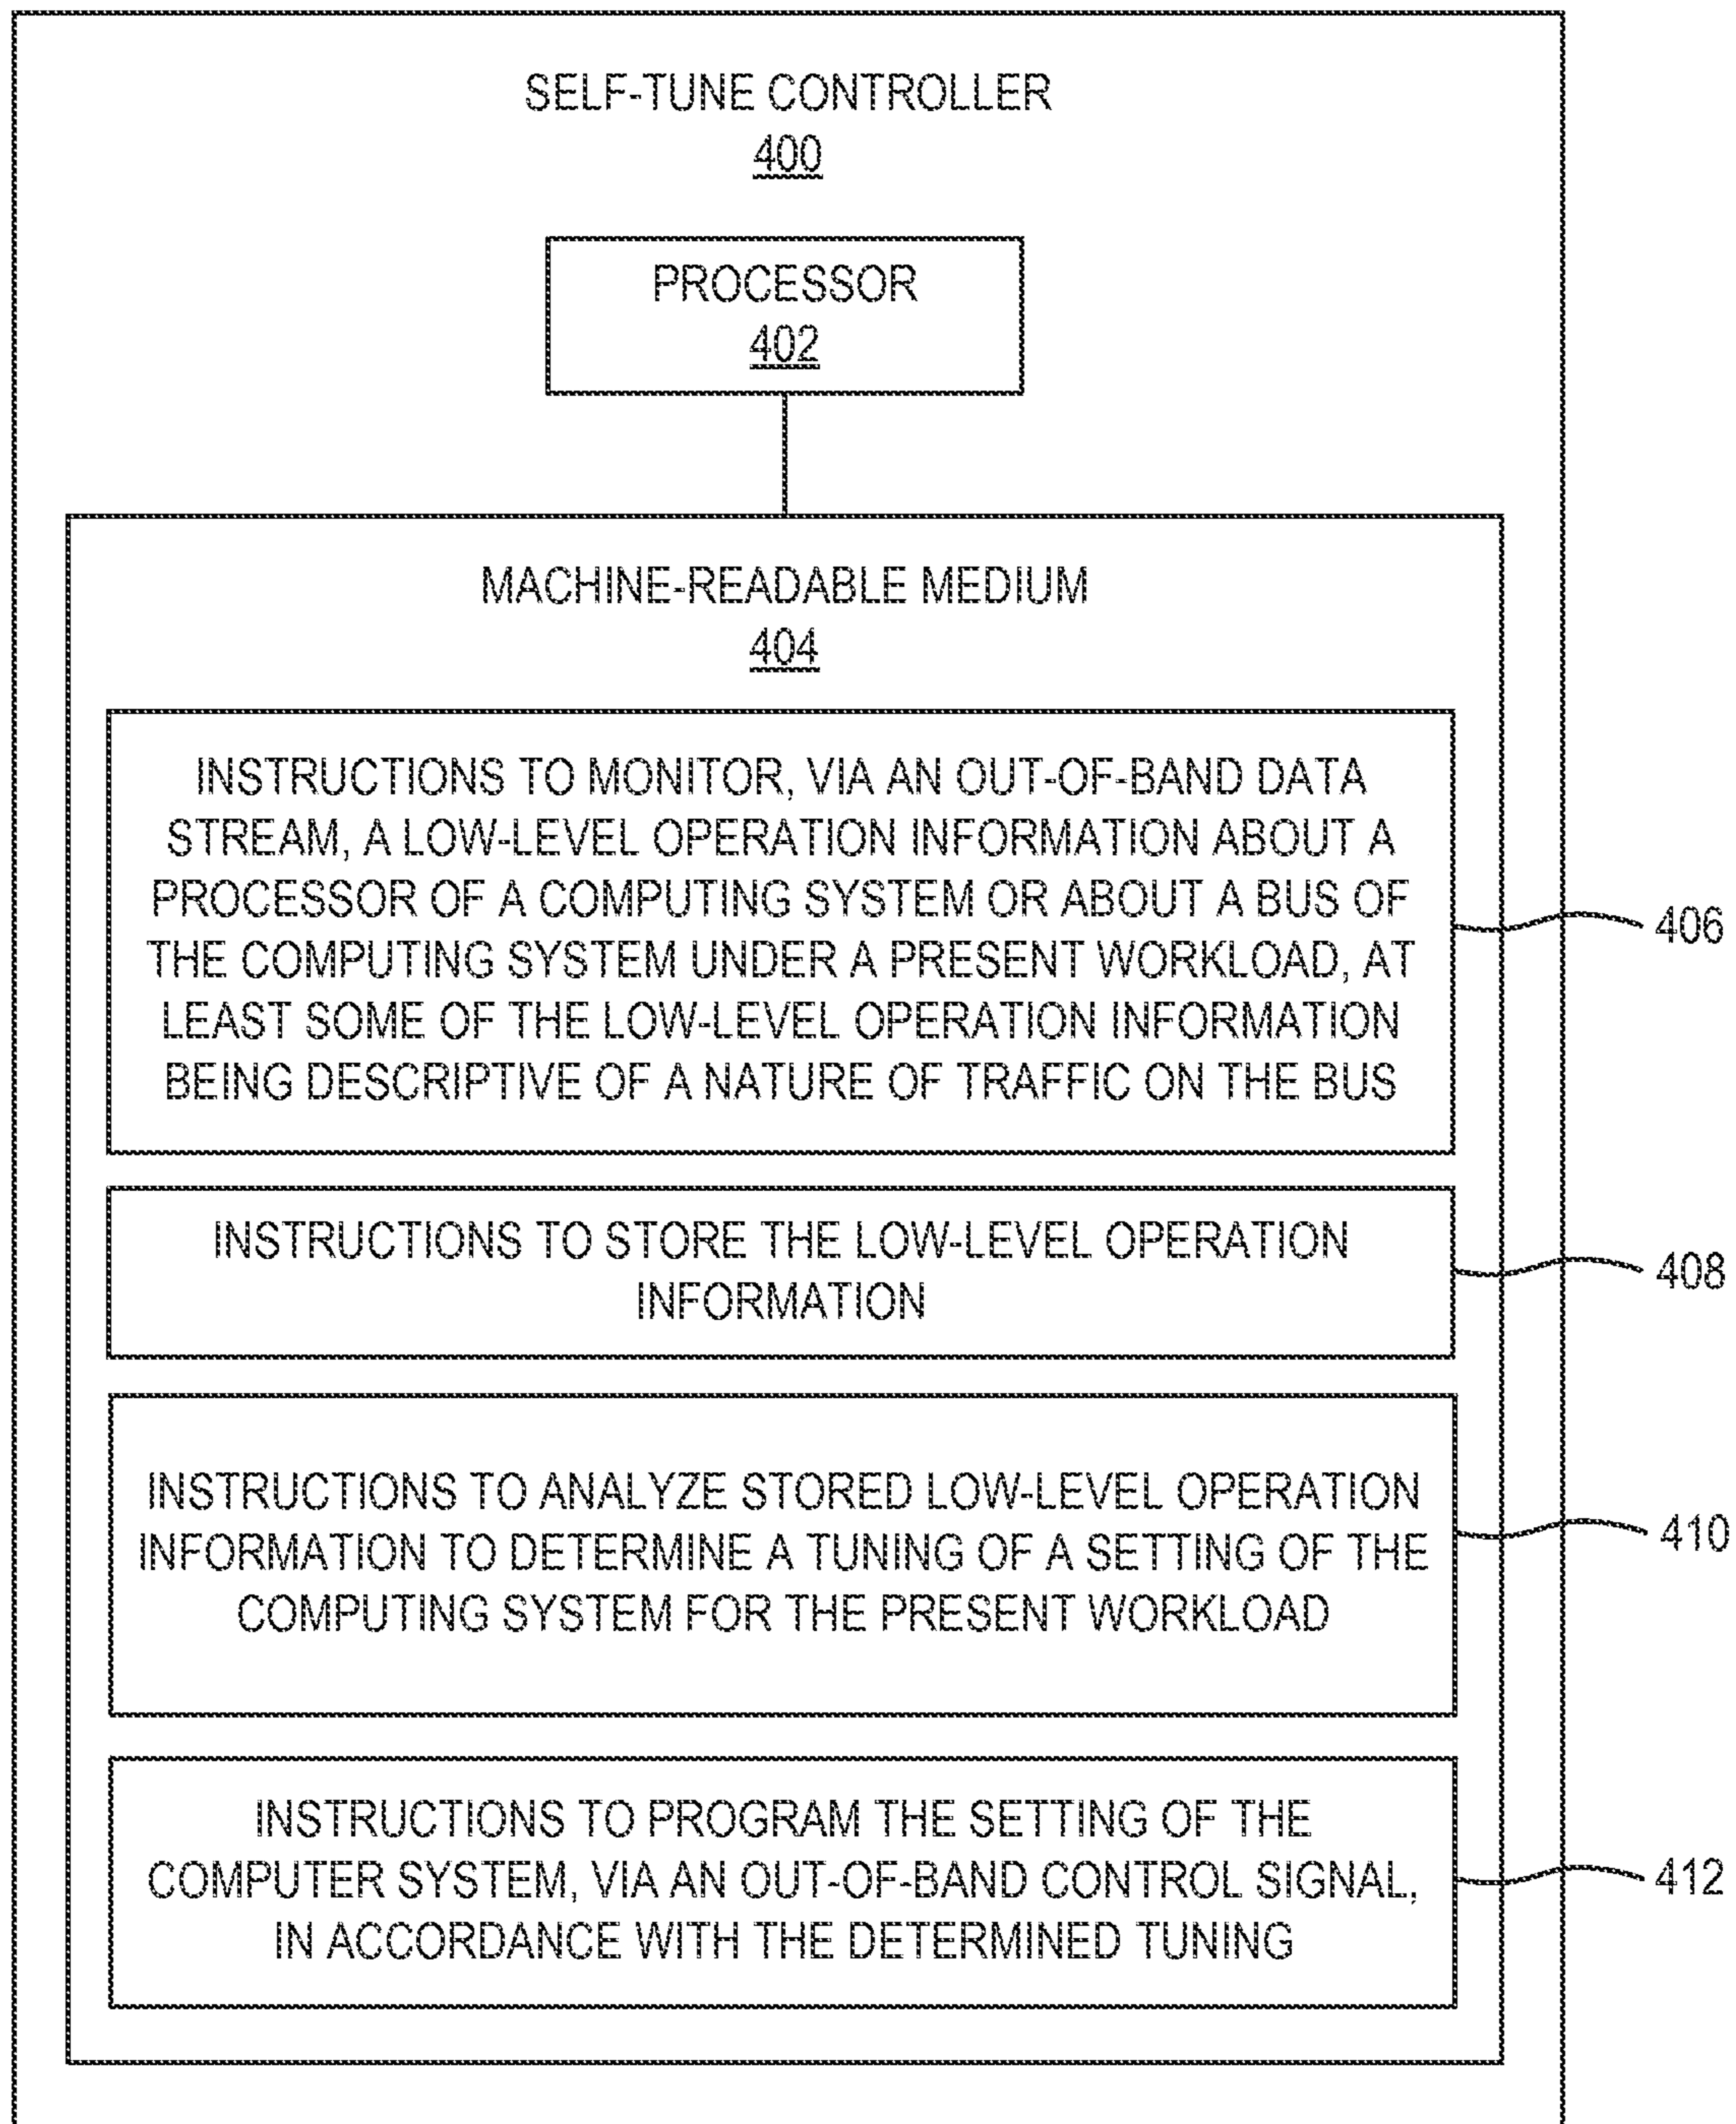 SELF-TUNE CONTROLLER
400
PROCESSOR
402
MACHINE-READABLE MEDIUM
404
INSTRUCTIONS TO MONITOR, VIA AN OUT-OF-BAND DATA
STREAM, A LOW-LEVEL OPERATION INFORMATION ABOUT A
PROCESSOR OF A COMPUTING SYSTEM OR ABOUT A BUS OF
THE COMPUTING SYSTEM UNDER A PRESENT WORKLOAD, AT
LEAST SOME OF THE LOW-LEVEL OPERATION INFORMATION
BEING DESCRIPTIVE OF A NATURE OF TRAFFIC ON THE BUS
406
INSTRUCTIONS TO STORE THE LOW-LEVEL OPERATION
INFORMATION
408
INSTRUCTIONS TO ANALYZE STORED LOW-LEVEL OPERATION
INFORMATION TO DETERMINE A TUNING OF A SETTING OF THE
COMPUTING SYSTEM FOR THE PRESENT WORKLOAD
410
INSTRUCTIONS TO PROGRAM THE SETTING OF THE
COMPUTER SYSTEM, VIA AN OUT-OF-BAND CONTROL SIGNAL,
IN ACCORDANCE WITH THE DETERMINED TUNING
412